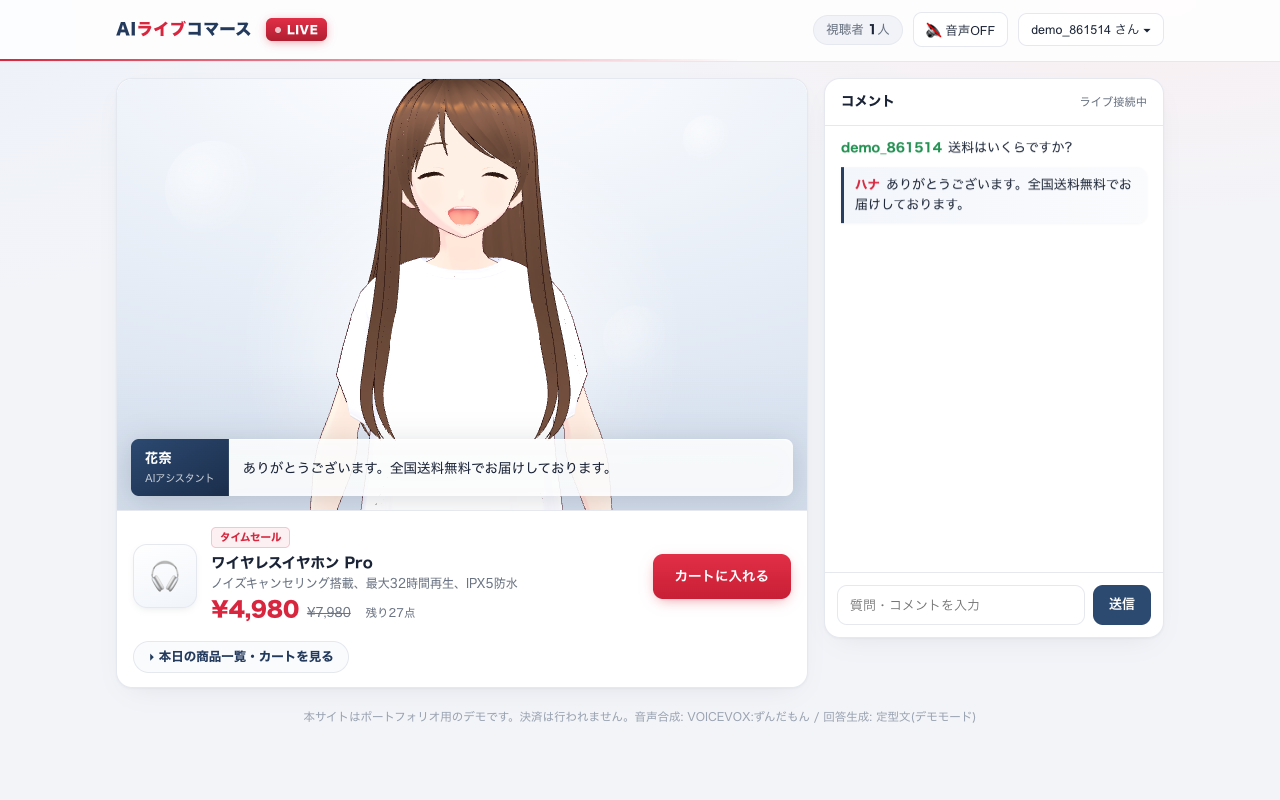 AIライブコマース
LIVE
視聴者 1人
音声OFF
demo_861514 さん
コメント
ライブ接続中
demo_861514 送料はいくらですか？
ハナ ありがとうございます。全国送料無料でお
届けしております。
花奈
AIアシスタント
ありがとうございます。全国送料無料でお届けしております。
タイムセール
ワイヤレスイヤホン Pro
ノイズキャンセリング搭載、最大32時間再生、IPX5防水
¥4,980 ¥7,980 残り27点
カートに入れる
本日の商品一覧・カートを見る
質問・コメントを入力
送信
本サイトはポートフォリオ用のデモです。決済は行われません。音声合成: VOICEVOX:ずんだもん / 回答生成: 定型文(デモモード)